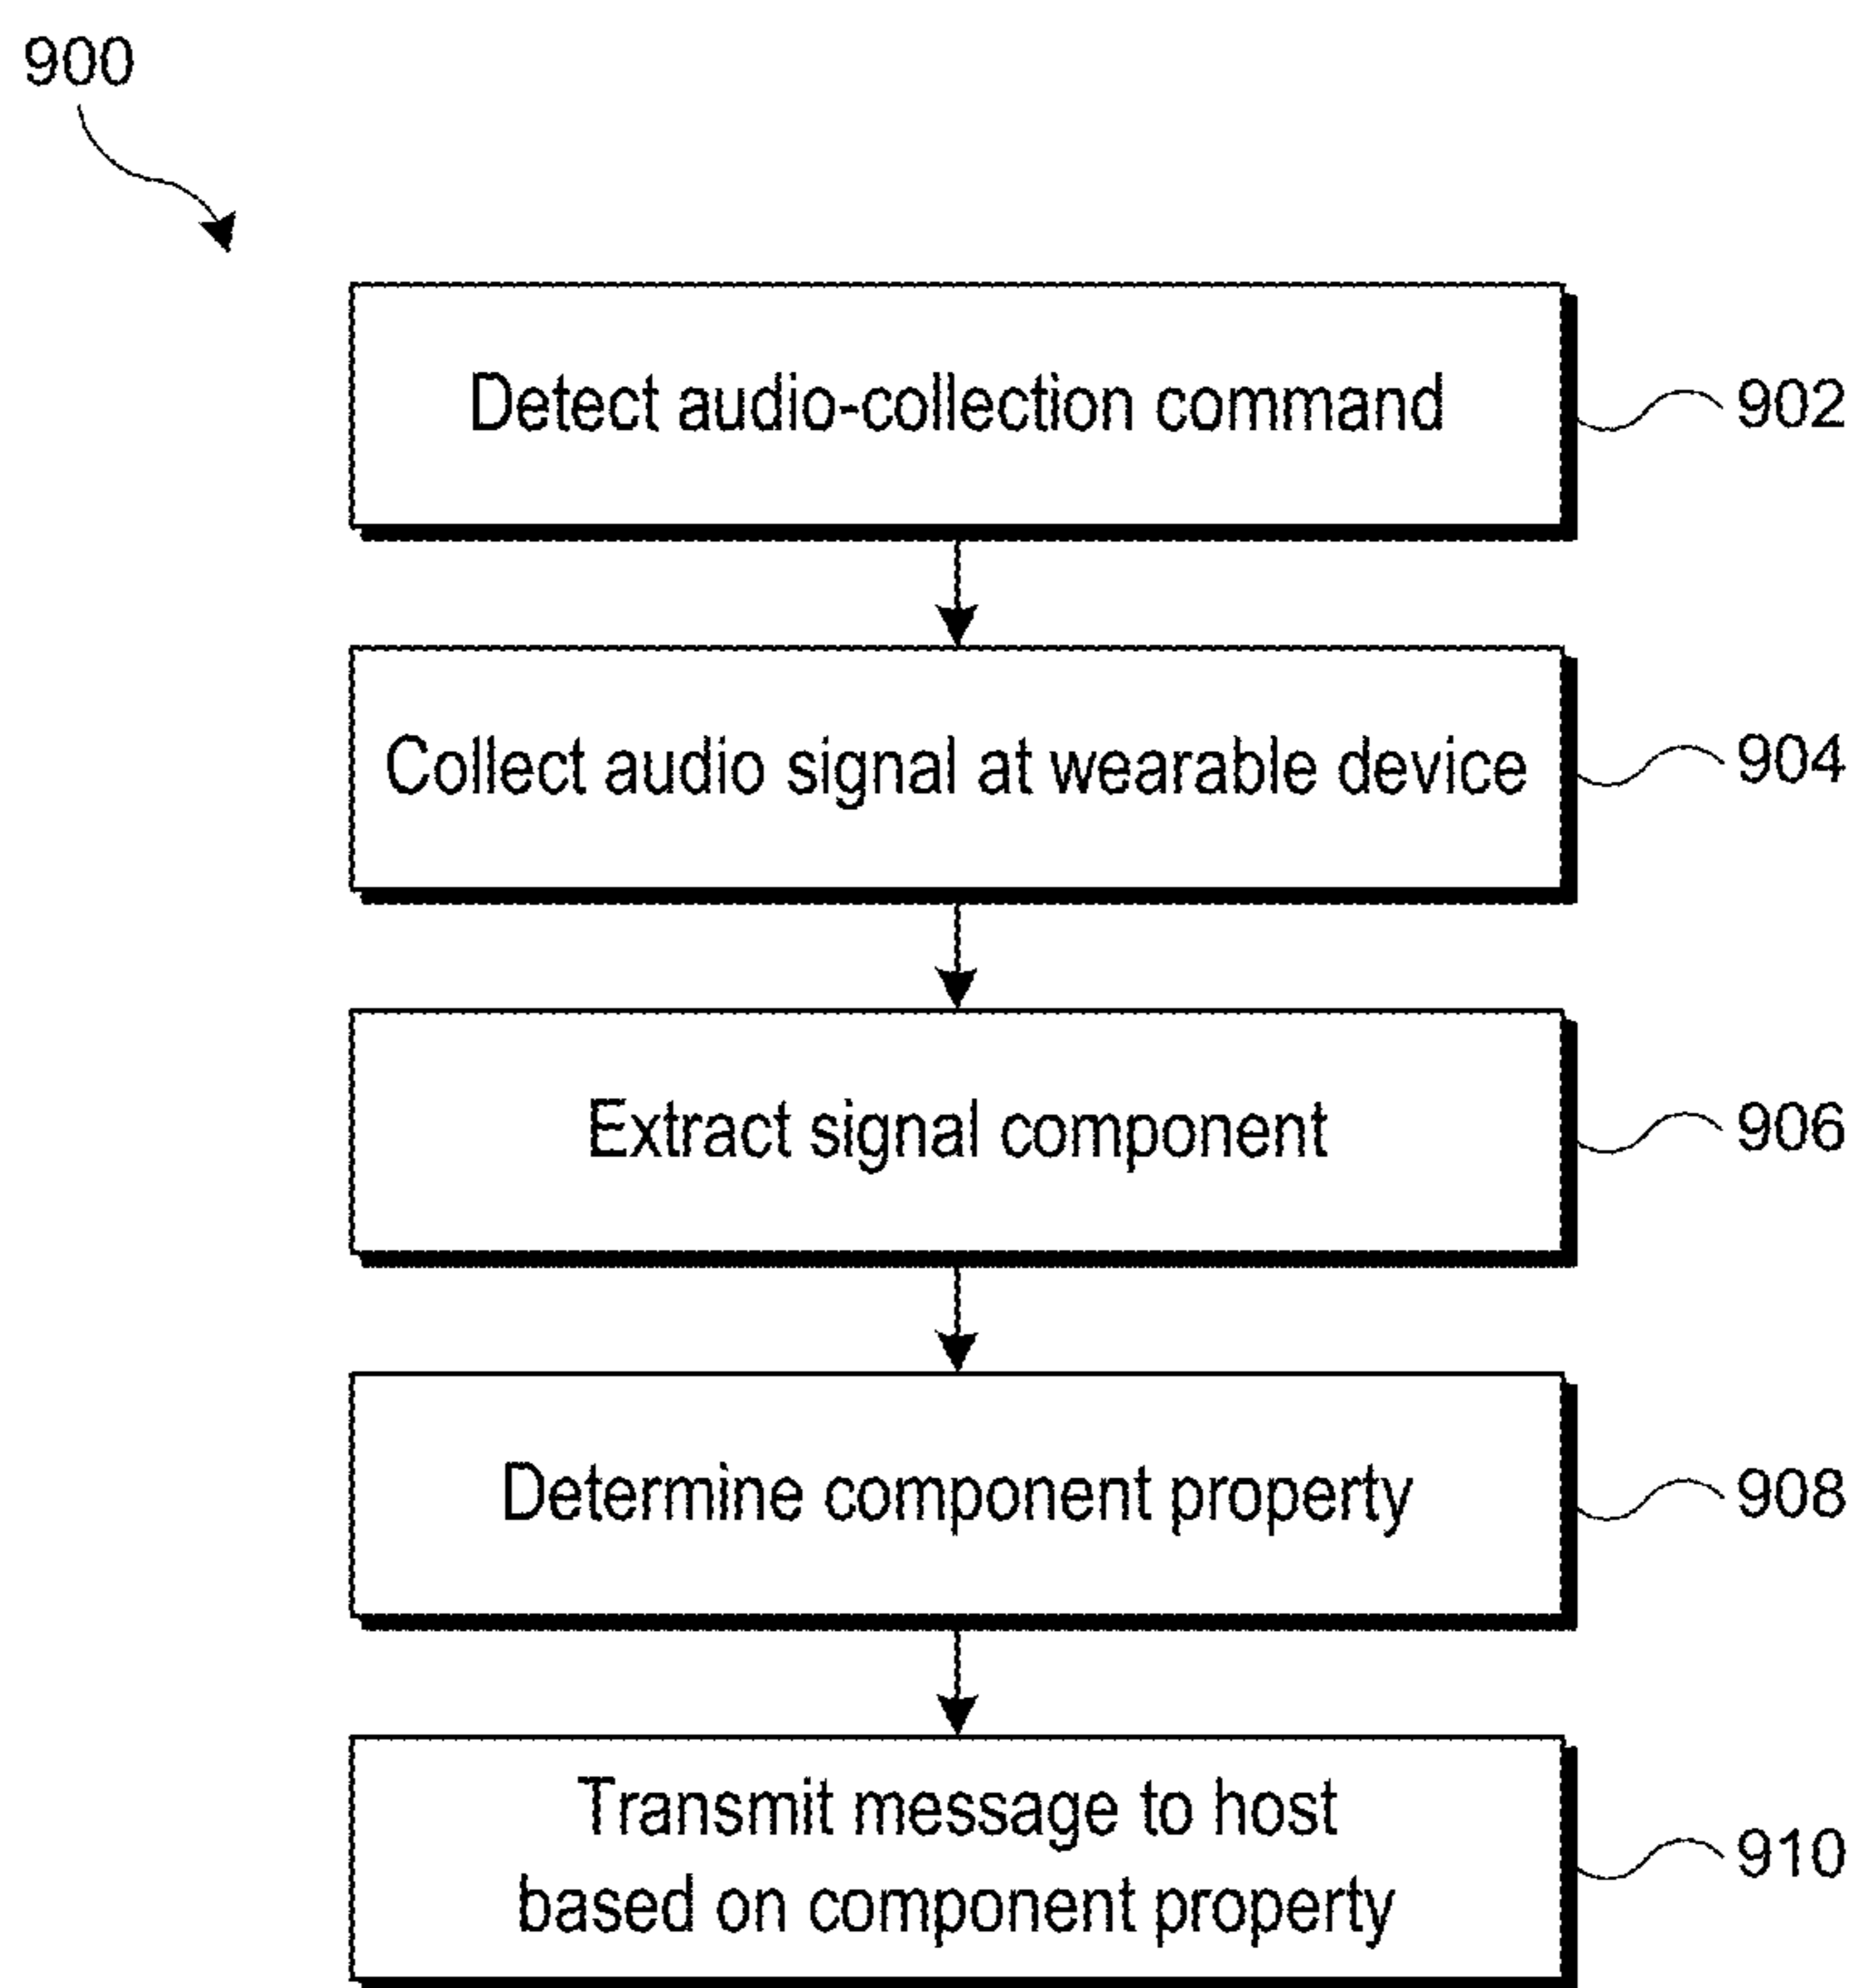 900
Detect audio-collection command
902
Collect audio signal at wearable device
904
Extract signal component
906
Determine component property
908
Transmit message to host
based on component property
910